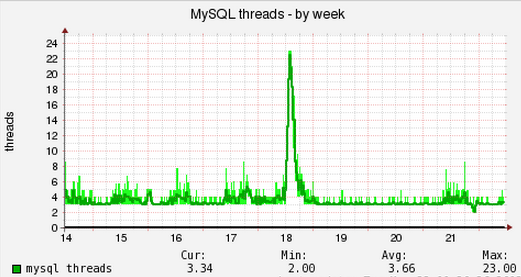 MySQL threads - by week
threads
24
22
20
18
16
14
12
10
8
6
4
2
0
14 15 16 17 18 19 20 21
Cur: Min: Avg: Max:
mysql threads 3.34 2.00 3.66 23.00